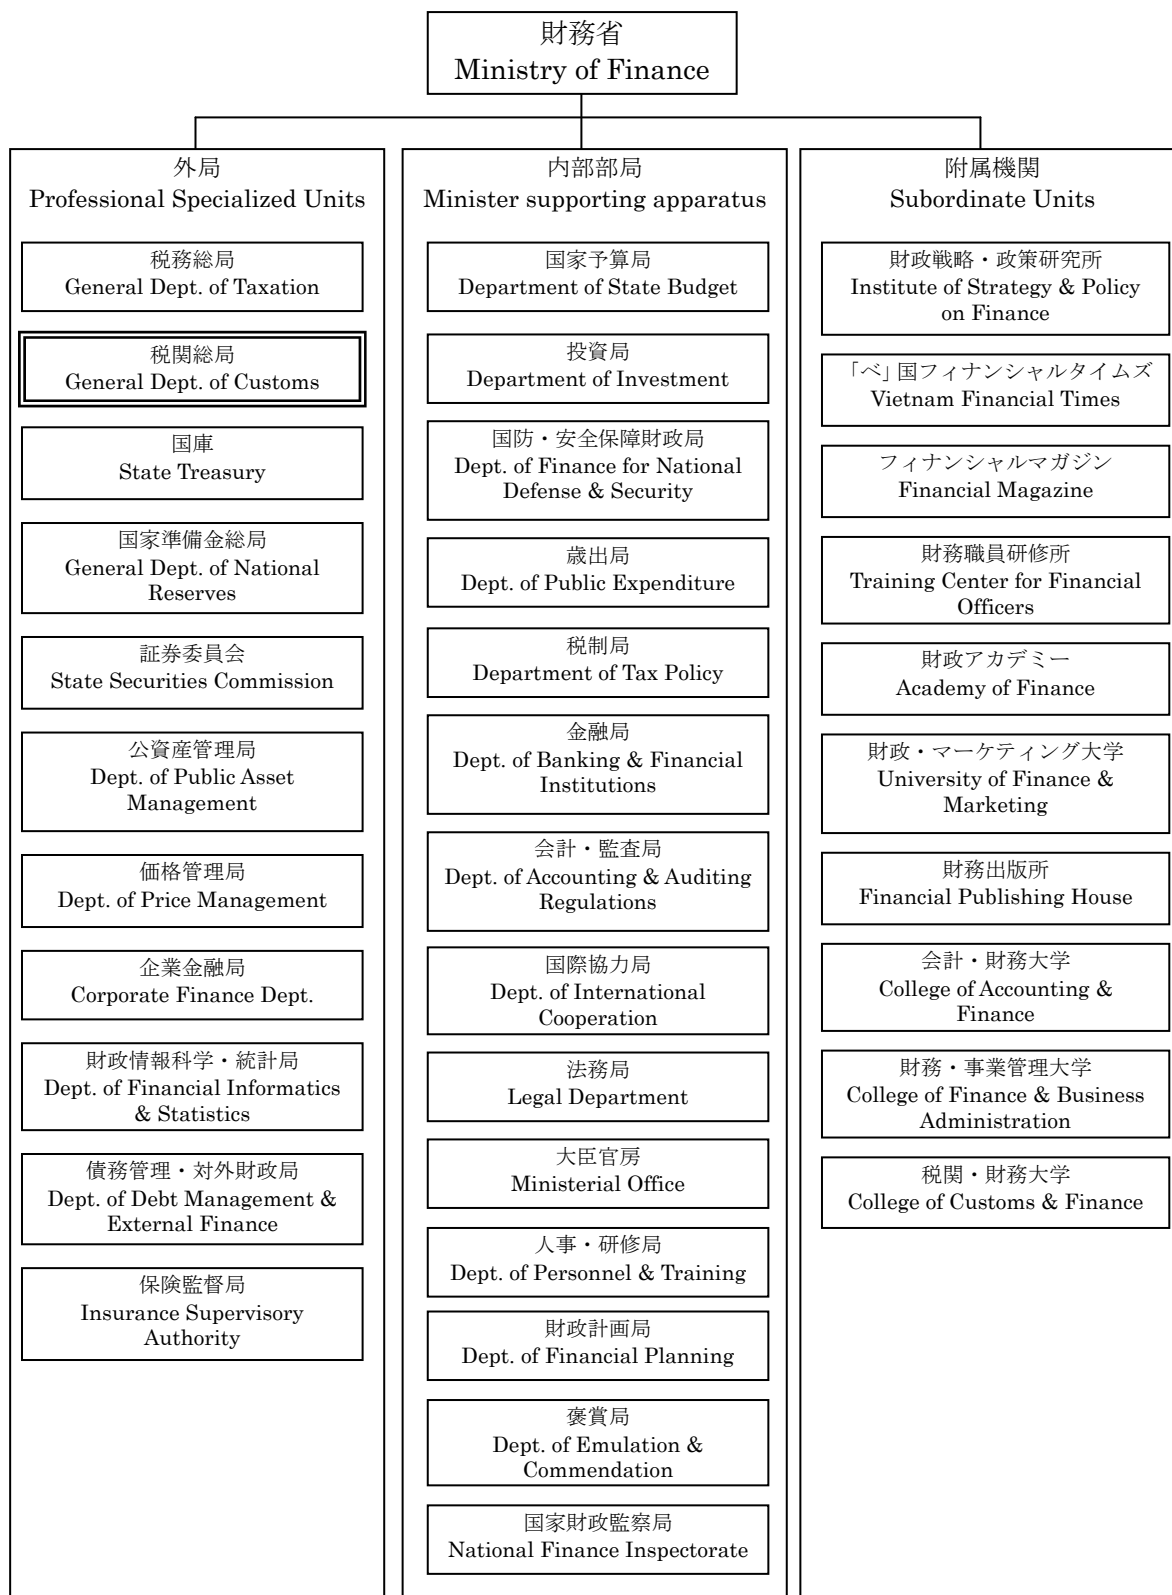 財務省
Ministry of Finance
外局
Professional Specialized Units
税務総局
General Dept. of Taxation
税関総局
General Dept. of Customs
国庫
State Treasury
国家準備金総局
General Dept. of National
Reserves
証券委員会
State Securities Commission
公資産管理局
Dept. of Public Asset
Management
価格管理局
Dept. of Price Management
企業金融局
Corporate Finance Dept.
財政情報科学・統計局
Dept. of Financial Informatics
& Statistics
債務管理・対外財政局
Dept. of Debt Management &
External Finance
保険監督局
Insurance Supervisory
Authority
内部部局
Minister supporting apparatus
国家予算局
Department of State Budget
投資局
Department of Investment
国防・安全保障財政局
Dept. of Finance for National
Defense & Security
歳出局
Dept. of Public Expenditure
税制局
Department of Tax Policy
金融局
Dept. of Banking & Financial
Institutions
会計・監査局
Dept. of Accounting & Auditing
Regulations
国際協力局
Dept. of International
Cooperation
法務局
Legal Department
大臣官房
Ministerial Office
人事・研修局
Dept. of Personnel & Training
財政計画局
Dept. of Financial Planning
褒賞局
Dept. of Emulation &
Commendation
国家財政監察局
National Finance Inspectorate
附属機関
Subordinate Units
財政戦略・政策研究所
Institute of Strategy & Policy
on Finance
「べ」国フィナンシャルタイムズ
Vietnam Financial Times
フィナンシャルマガジン
Financial Magazine
財務職員研修所
Training Center for Financial
Officers
財政アカデミー
Academy of Finance
財政・マーケティング大学
University of Finance &
Marketing
財務出版所
Financial Publishing House
会計・財務大学
College of Accounting &
Finance
財務・事業管理大学
College of Finance & Business
Administration
税関・財務大学
College of Customs & Finance